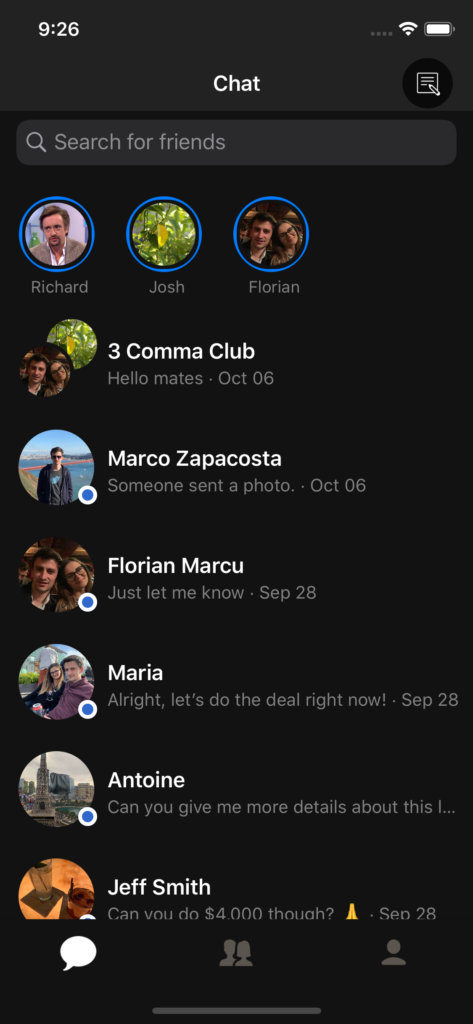 9:26
Chat
Search for friends
Richard
Josh
Florian
3 Comma Club
Hello mates · Oct 06
Marco Zapacosta
Someone sent a photo. · Oct 06
Florian Marcu
Just let me know · Sep 28
Maria
Alright, let's do the deal right now! · Sep 28
Antoine
Can you give me more details about this l...
Jeff Smith
Can you do $4,000 though? 🙏 · Sep 28